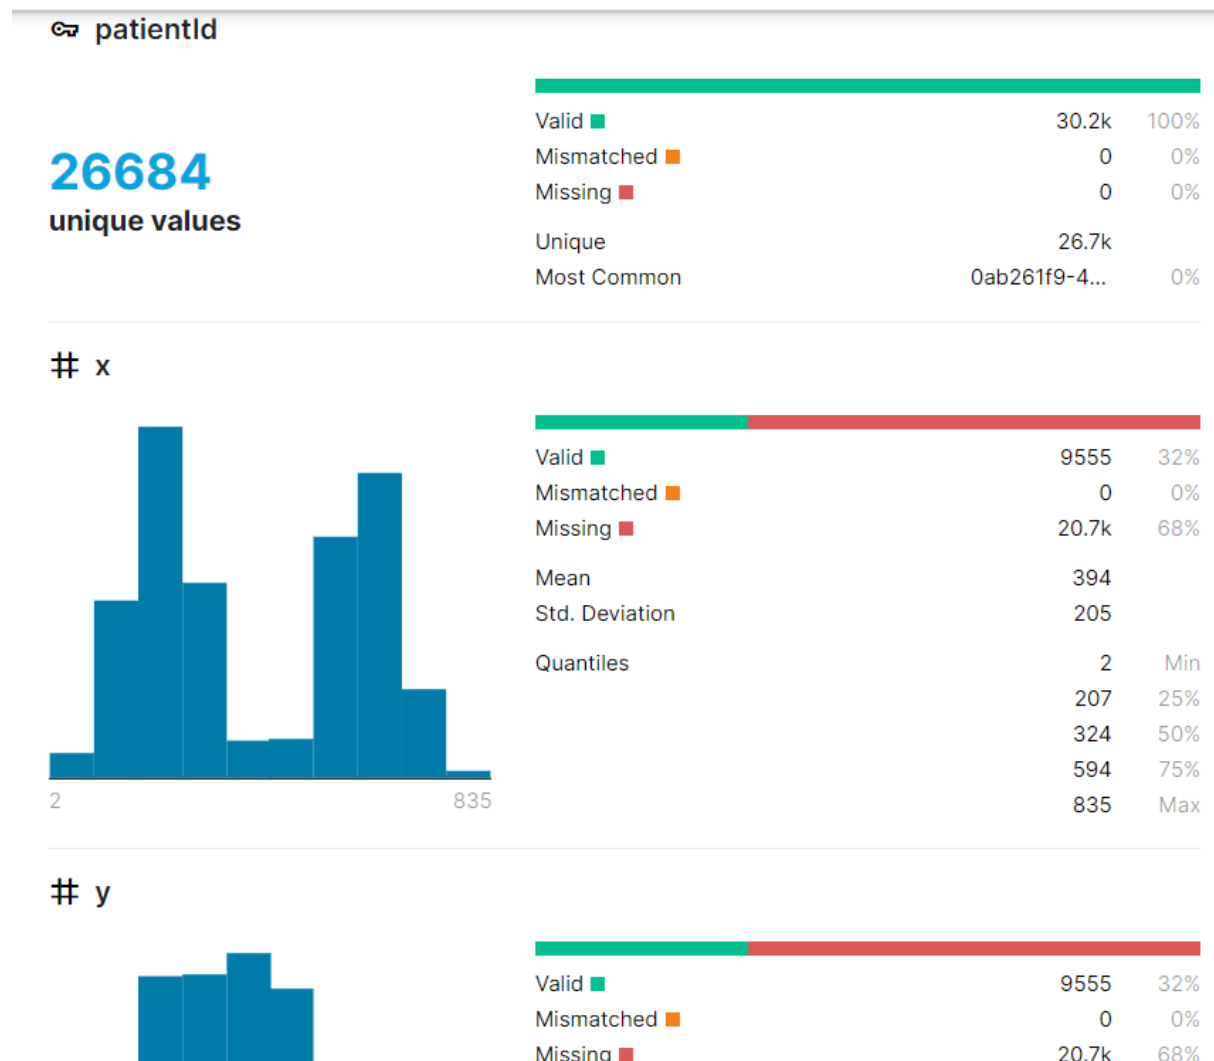 patientId
26684
unique values
Valid 30.2k 100%
Mismatched 0 0%
Missing 0 0%
Unique 26.7k
Most Common 0ab261f9-4... 0%
# x
2 835
Valid 9555 32%
Mismatched 0 0%
Missing 20.7k 68%
Mean 394
Std. Deviation 205
Quantiles 2 Min
207 25%
324 50%
594 75%
835 Max
# y
Valid 9555 32%
Mismatched 0 0%
Missing 20.7k 68%